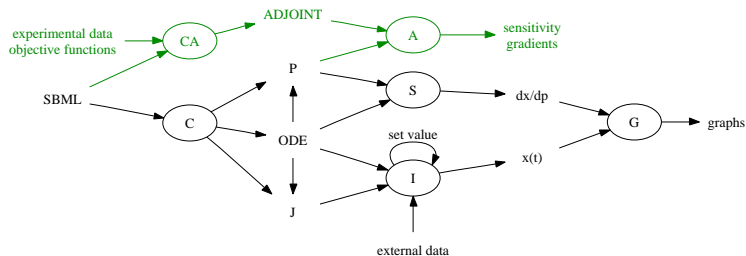 ADJOINT
experimental data
objective functions
CA
A
sensitivity
gradients
P
SBML
S
dx/dp
C
G
graphs
ODE
set value
x(t)
I
J
external data